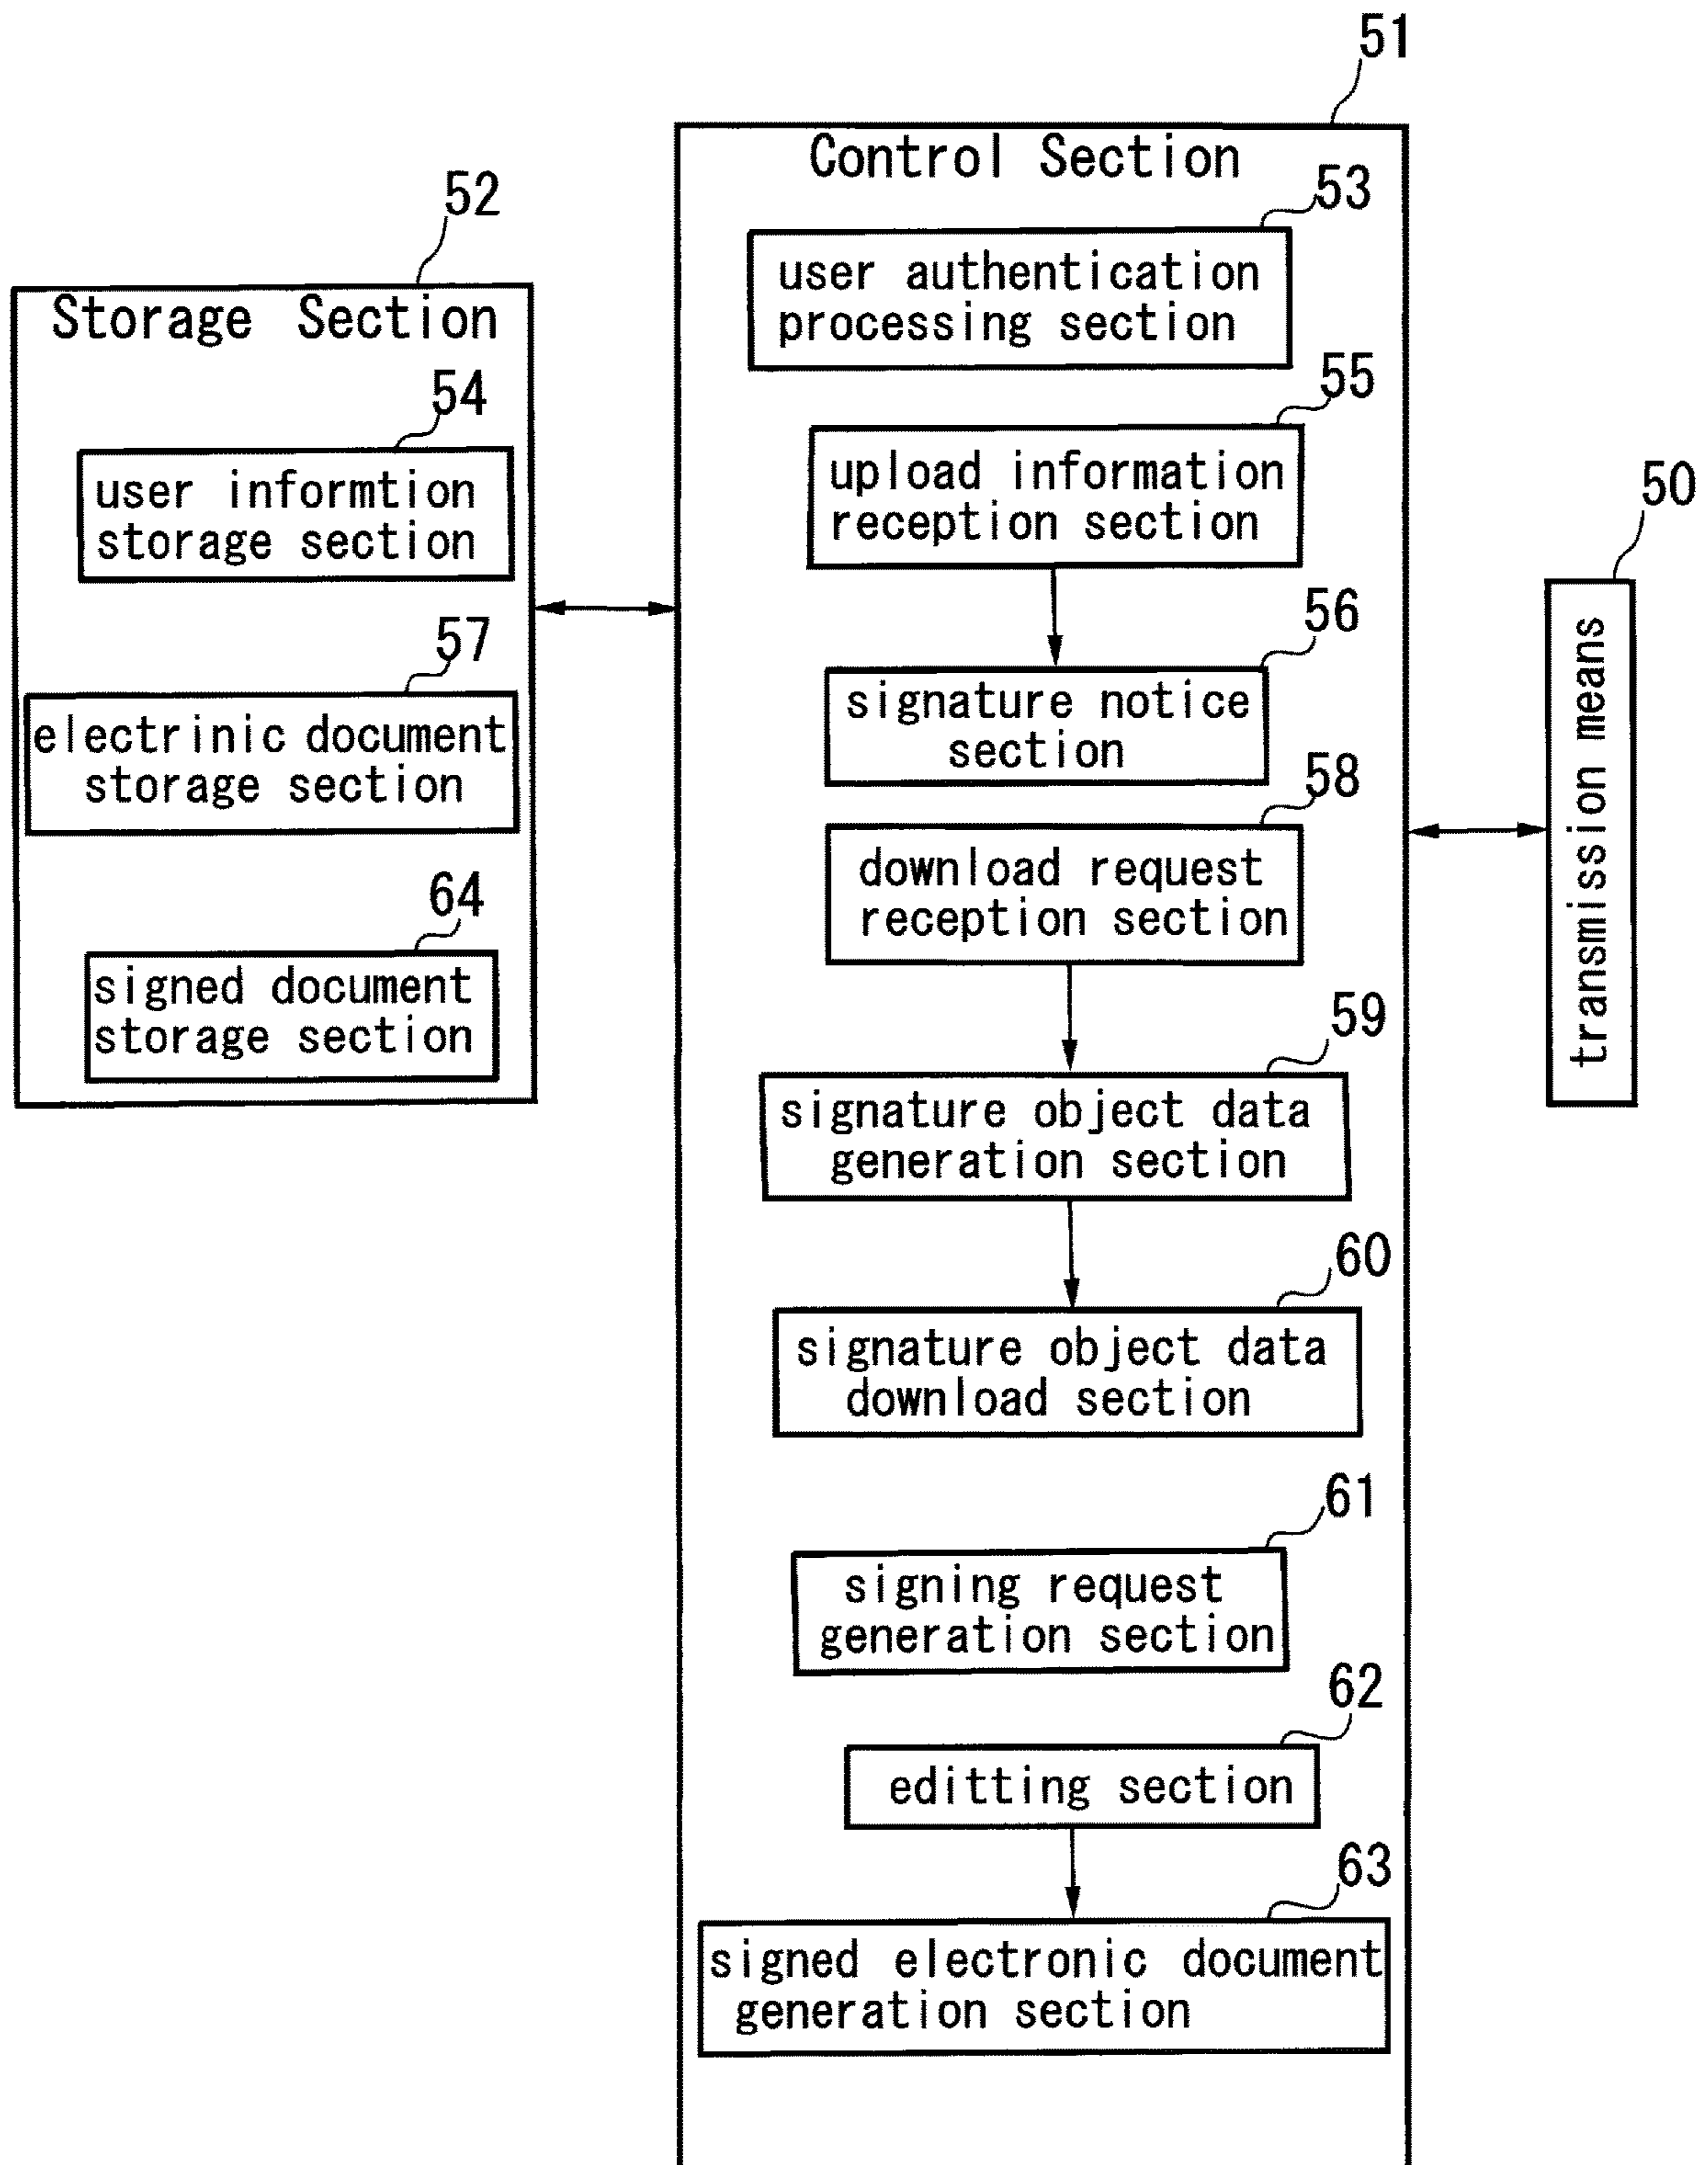 51
Control Section
53
user authentication
processing section
52
Storage Section
54
user informtion
storage section
55
upload information
reception section
50
transmission means
57
electrinic document
storage section
56
signature notice
section
58
download request
reception section
64
signed document
storage section
59
signature object data
generation section
60
signature object data
download section
61
signing request
generation section
62
editting section
63
signed electronic document
generation section